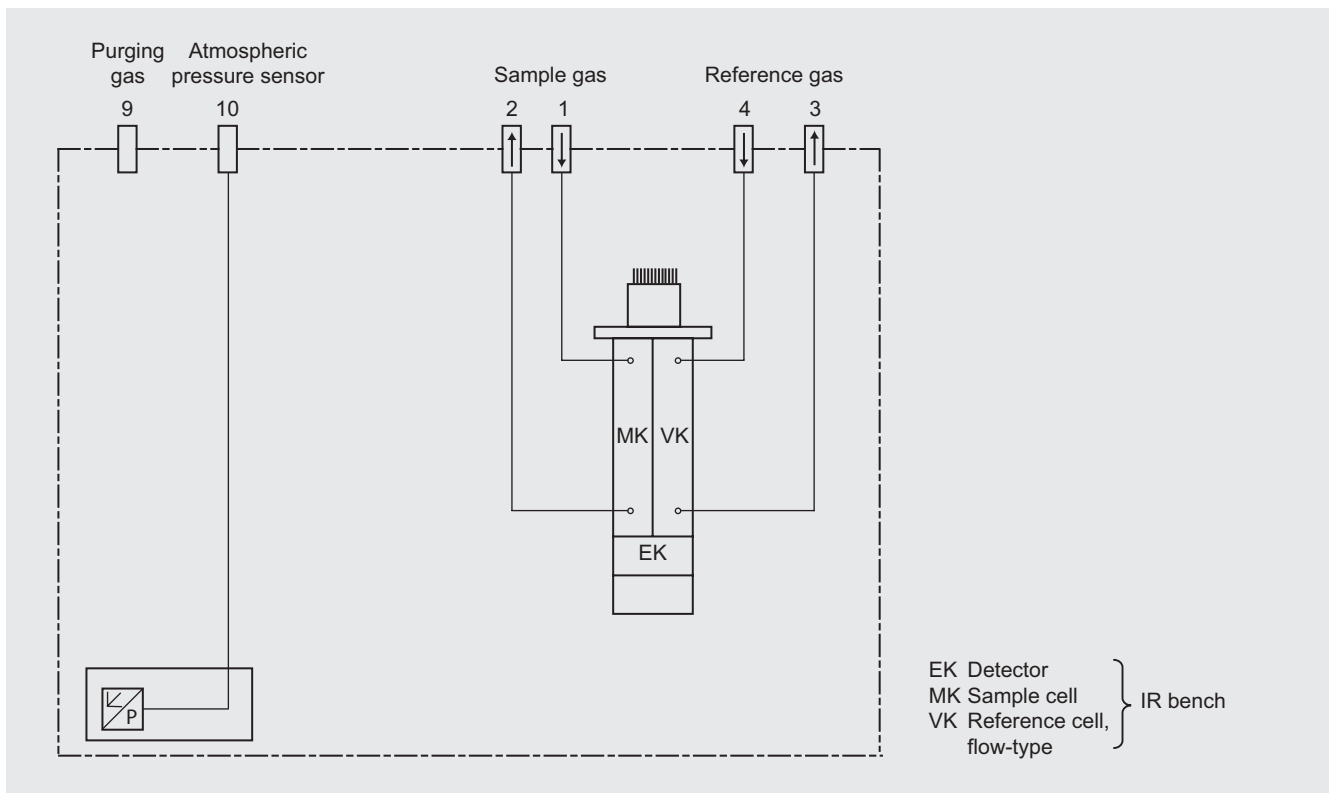 Purging
gas
Atmospheric
pressure sensor
Sample gas
Reference gas
9
10
2
1
4
3
MK
VK
EK
P
EK Detector
MK Sample cell
VK Reference cell,
flow-type
IR bench